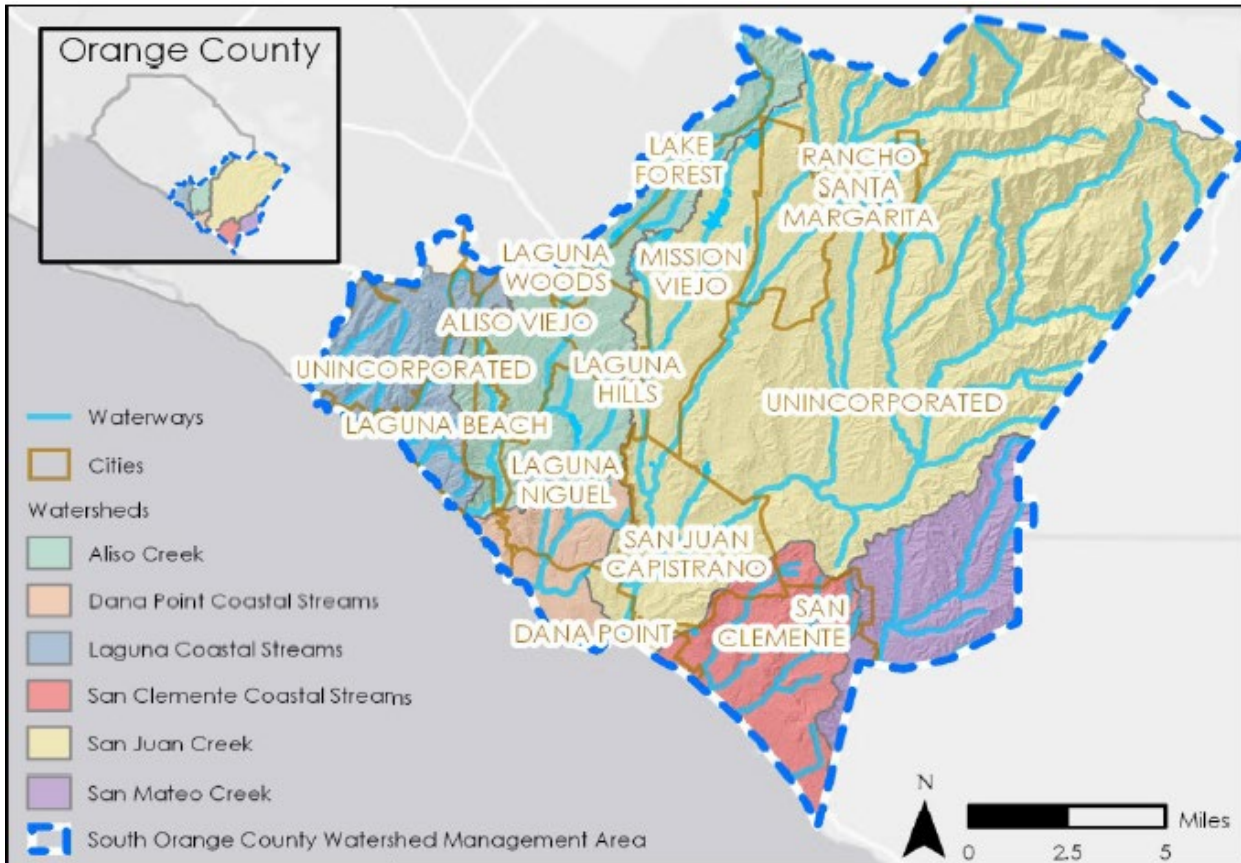 Orange County
LAKE
FOREST
RANCHO
SANTA
MARGARITA
LAGUNA
WOODS
MISSION
VIEJO
ALISO VIEJO
UNINCORPORATED
LAGUNA
HILLS
UNINCORPORATED
LAGUNA BEACH
LAGUNA
NIGUEL
SAN JUAN
CAPISTRANO
SAN
CLEMENTE
DANA POINT
Waterways
Cities
Watersheds
Aliso Creek
Dana Point Coastal Streams
Laguna Coastal Streams
San Clemente Coastal Streams
San Juan Creek
San Mateo Creek
South Orange County Watershed Management Area
N
Miles
0 2.5 5